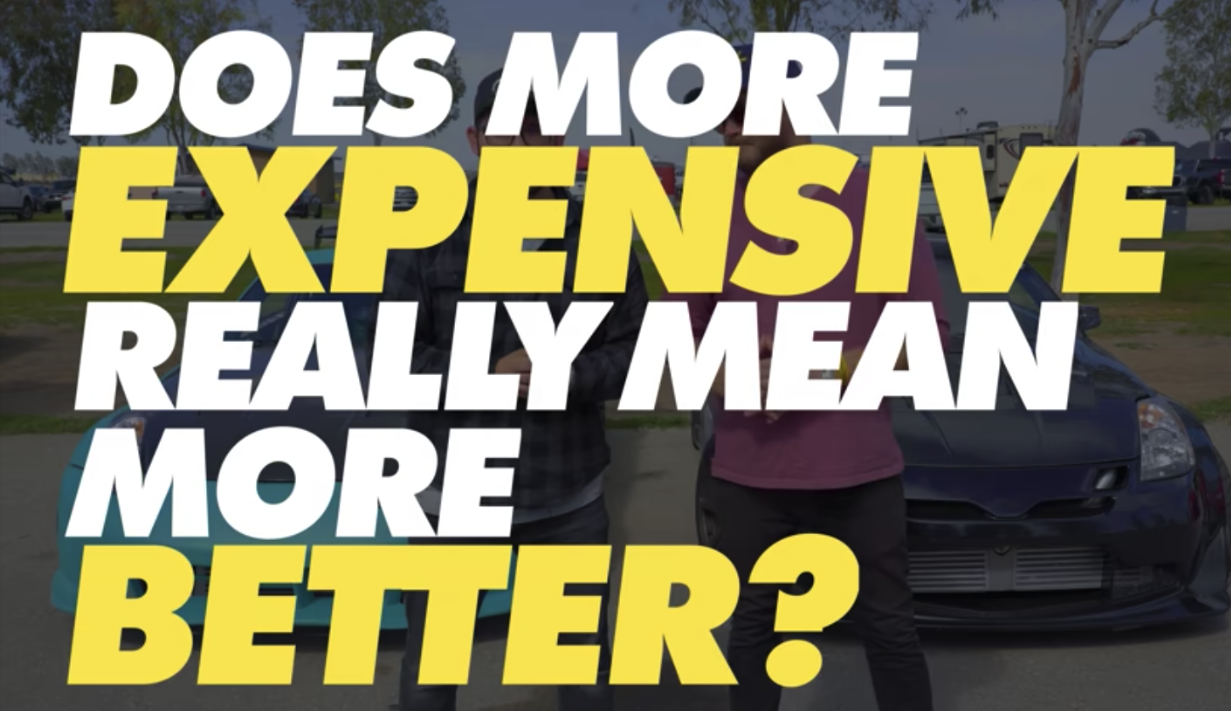 DOES MORE
EXPENSIVE
REALLY MEAN
MORE
BETTER?